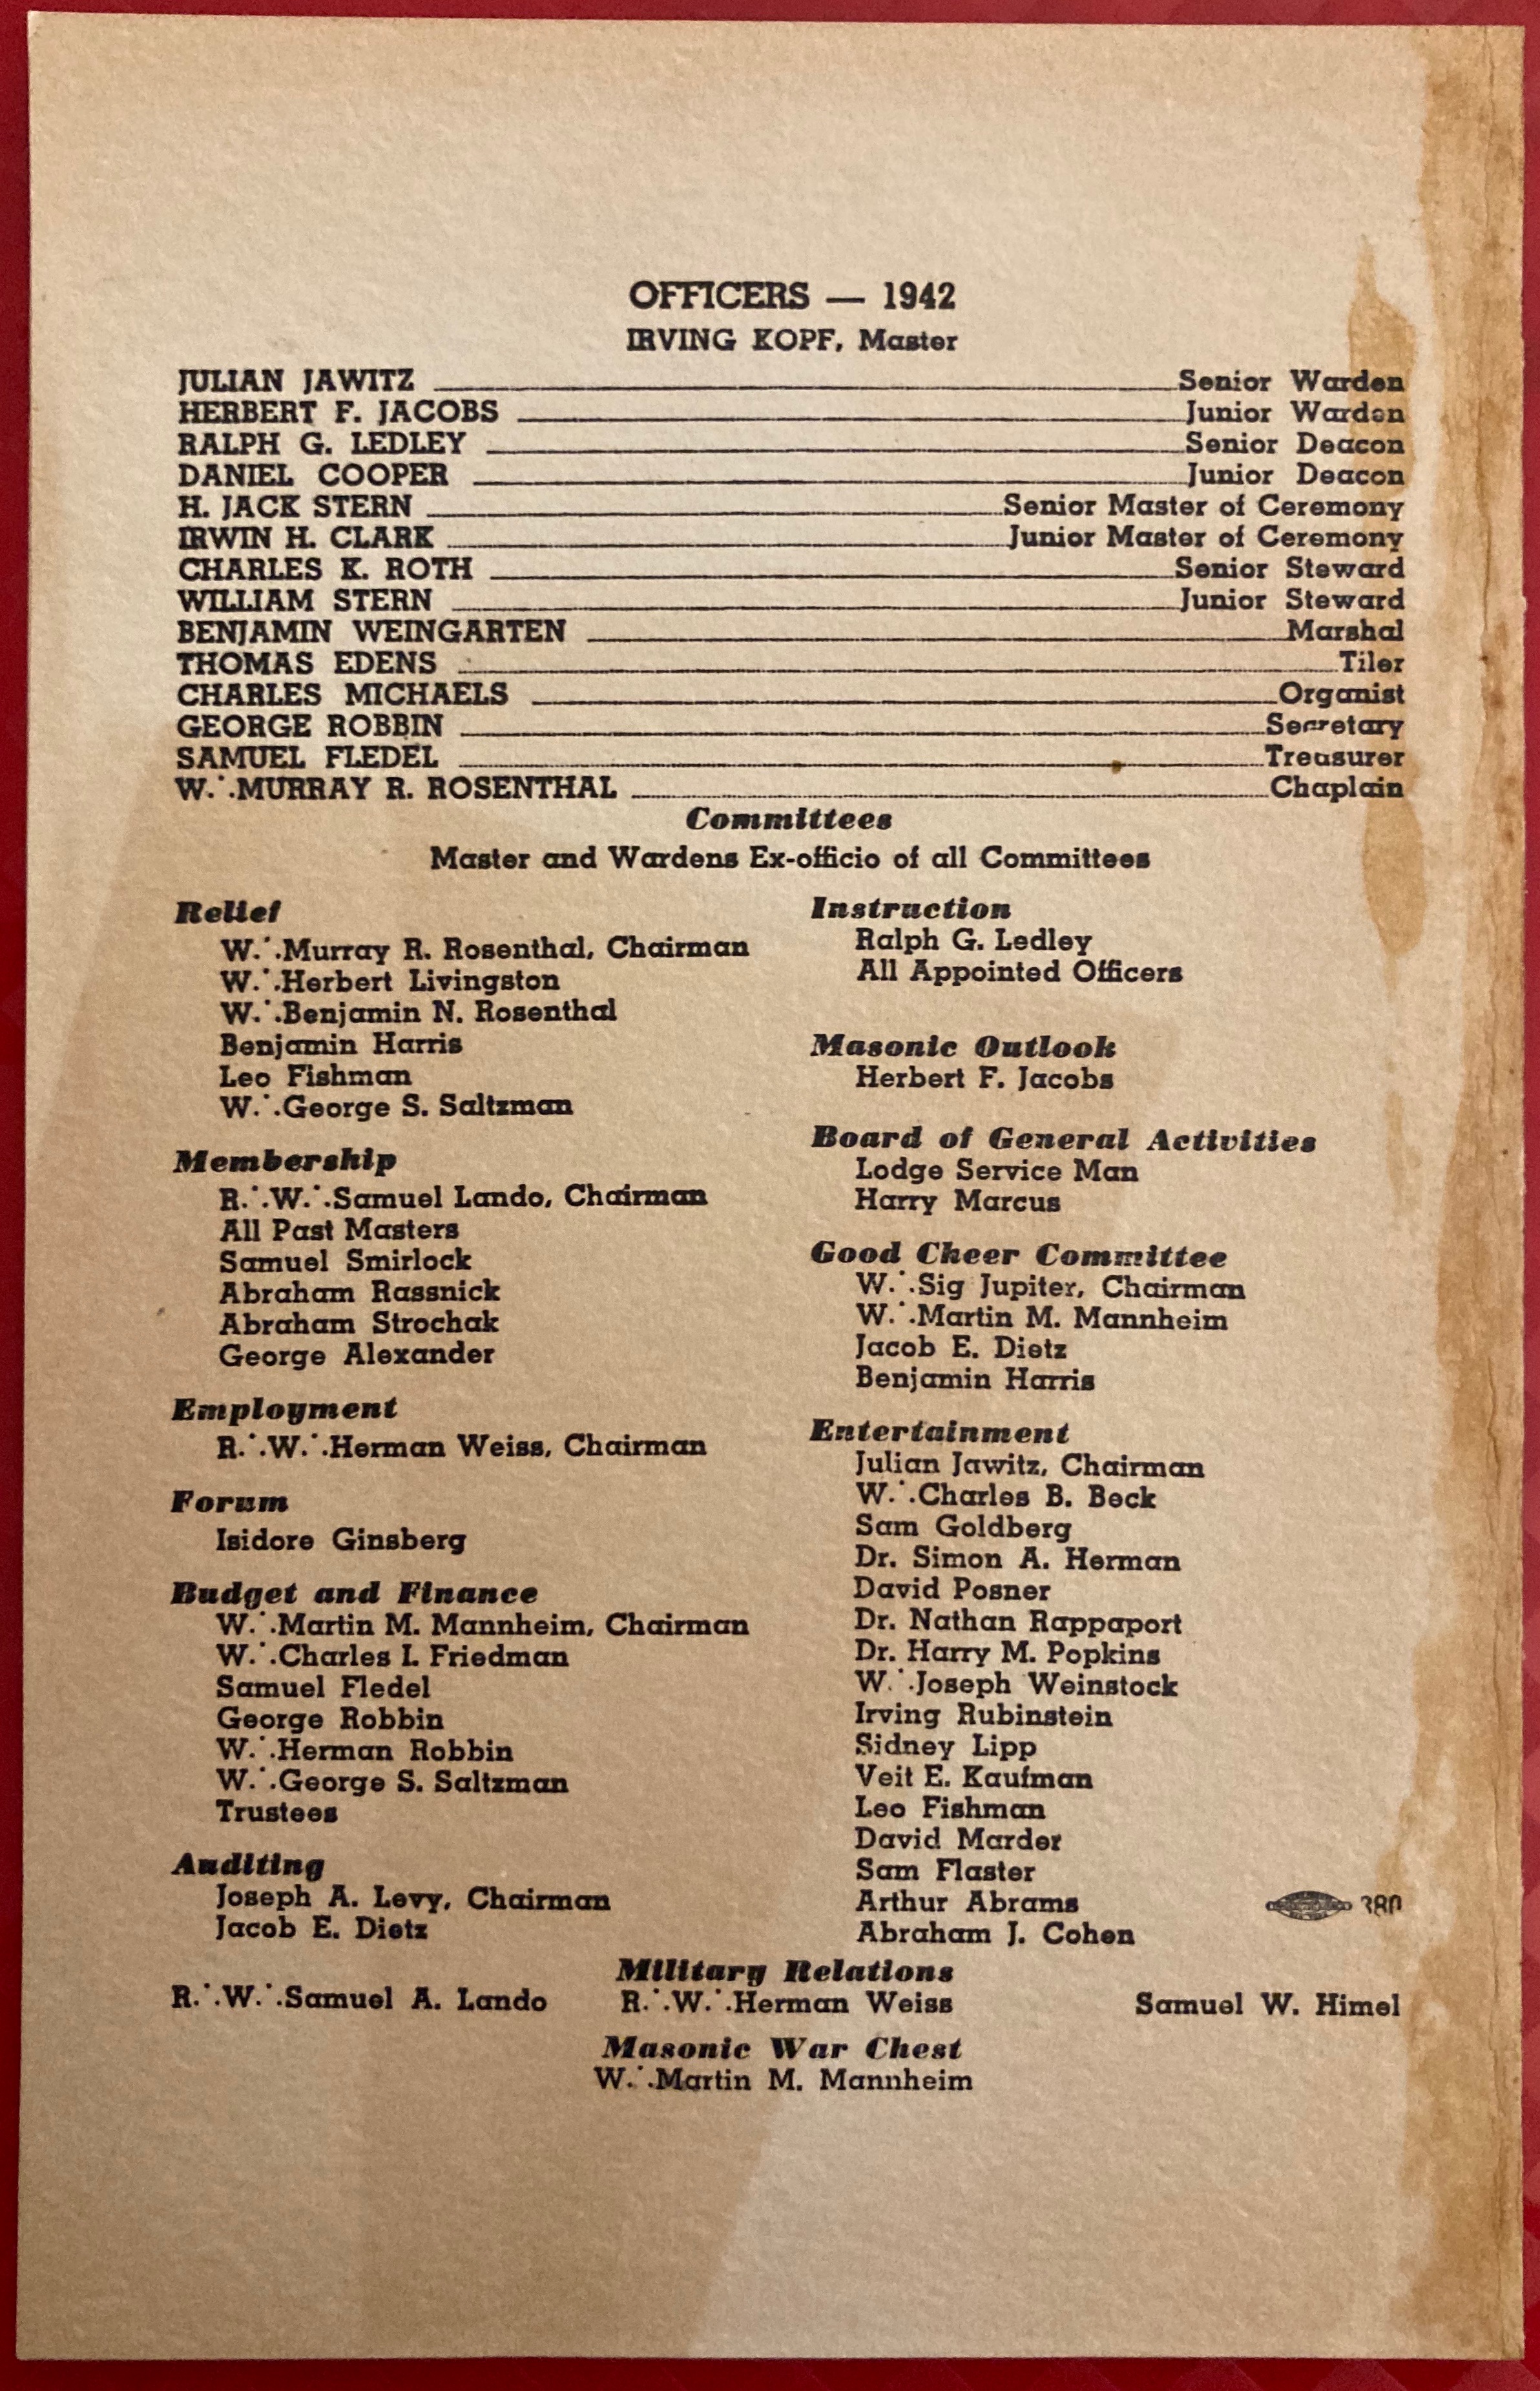 OFFICERS — 1942
IRVING KOPF, Master
JULIAN JAWITZ Senior Warden
HERBERT F. JACOBS Junior Warden
RALPH G. LEDLEY Senior Deacon
DANIEL COOPER Junior Deacon
H. JACK STERN Senior Master of Ceremony
IRWIN H. CLARK Junior Master of Ceremony
CHARLES K. ROTH Senior Steward
WILLIAM STERN Junior Steward
BENJAMIN WEINGARTEN Marshal
THOMAS EDENS Tiler
CHARLES MICHAELS Organist
GEORGE ROBBIN Secretary
SAMUEL FLEDEL Treasurer
W.˙.MURRAY R. ROSENTHAL Chaplain
Committees
Master and Wardens Ex-officio of all Committees
Relief
W.˙.Murray R. Rosenthal, Chairman
W.˙.Herbert Livingston
W.˙.Benjamin N. Rosenthal
Benjamin Harris
Leo Fishman
W.˙.George S. Saltzman
Membership
R.˙.W.˙.Samuel Lando, Chairman
All Past Masters
Samuel Smirlock
Abraham Rassnick
Abraham Strochak
George Alexander
Employment
R.˙.W.˙.Herman Weiss, Chairman
Forum
Isidore Ginsberg
Budget and Finance
W.˙.Martin M. Mannheim, Chairman
W.˙.Charles I. Friedman
Samuel Fledel
George Robbin
W.˙.Herman Robbin
W.˙.George S. Saltzman
Trustees
Auditing
Joseph A. Levy, Chairman
Jacob E. Dietz
Instruction
Ralph G. Ledley
All Appointed Officers
Masonic Outlook
Herbert F. Jacobs
Board of General Activities
Lodge Service Man
Harry Marcus
Good Cheer Committee
W.˙.Sig Jupiter, Chairman
W.˙.Martin M. Mannheim
Jacob E. Dietz
Benjamin Harris
Entertainment
Julian Jawitz, Chairman
W.˙.Charles B. Beck
Sam Goldberg
Dr. Simon A. Herman
David Posner
Dr. Nathan Rappaport
Dr. Harry M. Popkins
W.˙.Joseph Weinstock
Irving Rubinstein
Sidney Lipp
Veit E. Kaufman
Leo Fishman
David Marder
Sam Flaster
Arthur Abrams 380
Abraham J. Cohen
Military Relations
R.˙.W.˙.Samuel A. Lando R.˙.W.˙.Herman Weiss Samuel W. Himel
Masonic War Chest
W.˙.Martin M. Mannheim